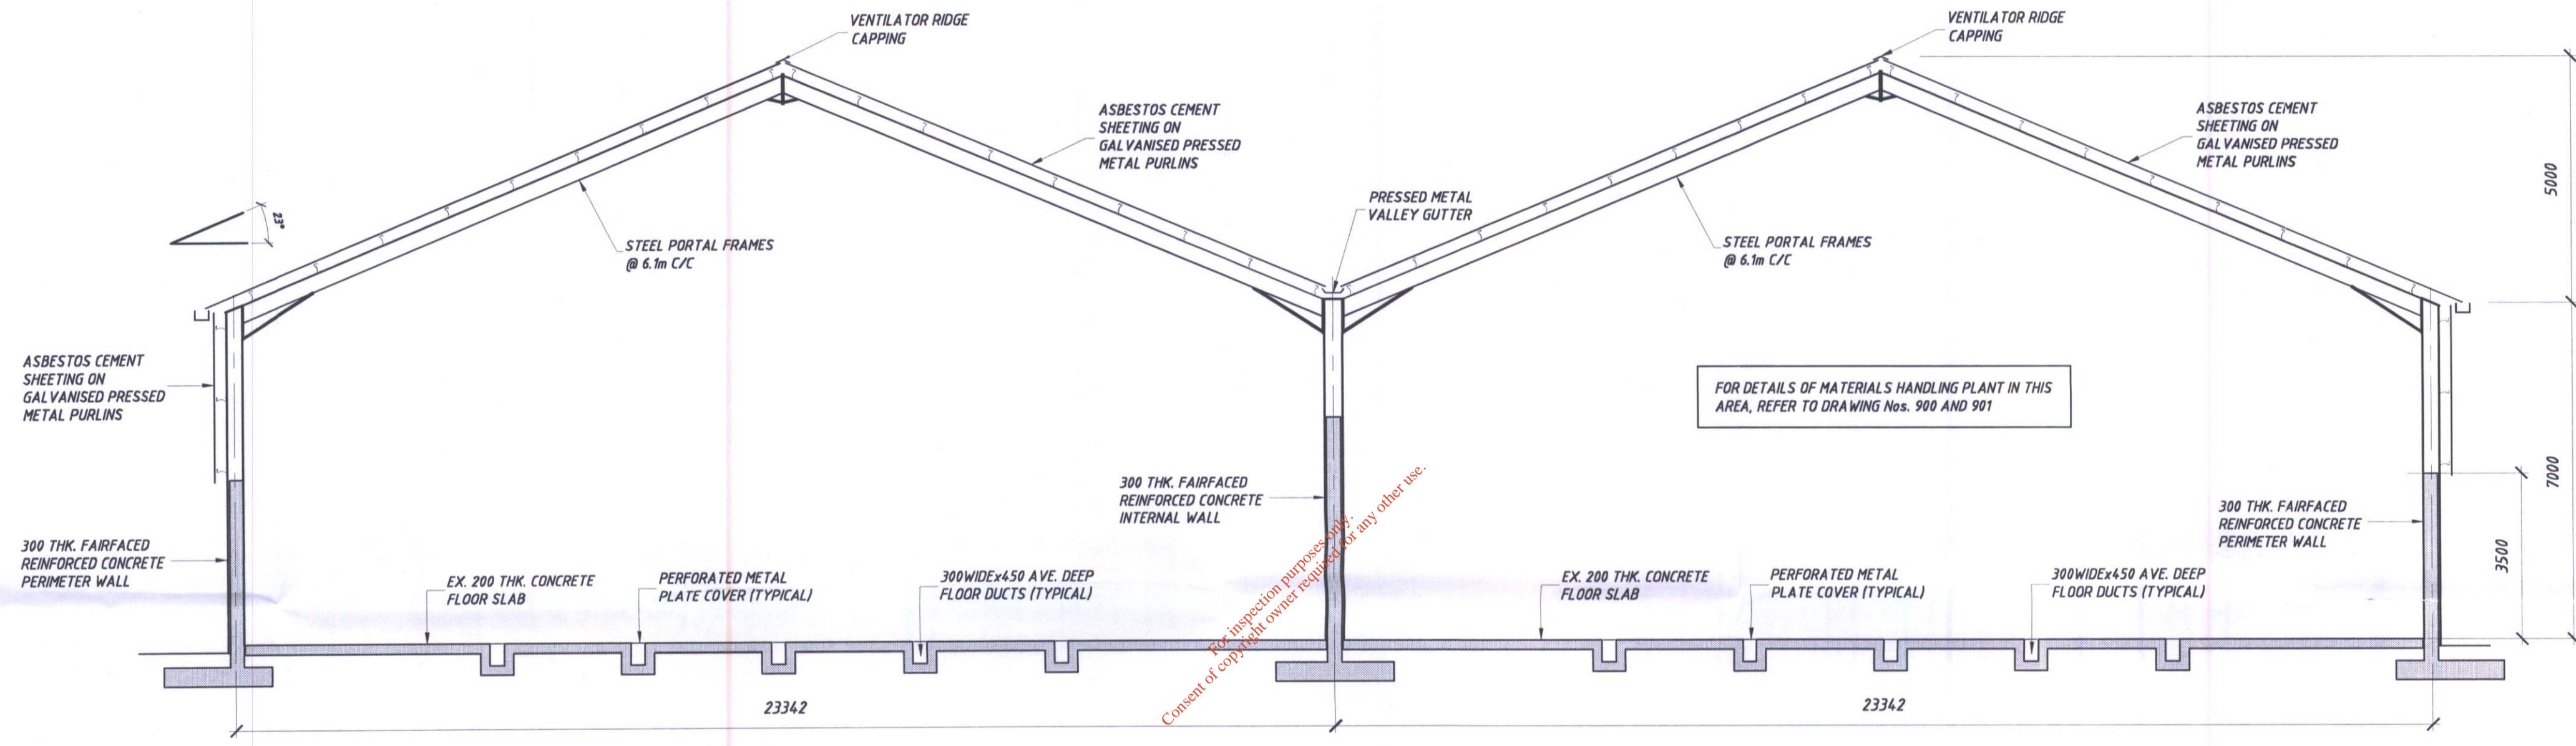 VENTILATOR RIDGE
CAPPING
VENTILATOR RIDGE
CAPPING
ASBESTOS CEMENT
SHEETING ON
GALVANISED PRESSED
METAL PURLINS
ASBESTOS CEMENT
SHEETING ON
GALVANISED PRESSED
METAL PURLINS
5000
23°
PRESSED METAL
VALLEY GUTTER
STEEL PORTAL FRAMES
@ 6.1m C/C
STEEL PORTAL FRAMES
@ 6.1m C/C
ASBESTOS CEMENT
SHEETING ON
GALVANISED PRESSED
METAL PURLINS
FOR DETAILS OF MATERIALS HANDLING PLANT IN THIS
AREA, REFER TO DRAWING Nos. 900 AND 901
7000
300 THK. FAIRFACED
REINFORCED CONCRETE
INTERNAL WALL
300 THK. FAIRFACED
REINFORCED CONCRETE
PERIMETER WALL
3500
300 THK. FAIRFACED
REINFORCED CONCRETE
PERIMETER WALL
EX. 200 THK. CONCRETE
FLOOR SLAB
PERFORATED METAL
PLATE COVER (TYPICAL)
300WIDEx450 AVE. DEEP
FLOOR DUCTS (TYPICAL)
EX. 200 THK. CONCRETE
FLOOR SLAB
PERFORATED METAL
PLATE COVER (TYPICAL)
300WIDEx450 AVE. DEEP
FLOOR DUCTS (TYPICAL)
For inspection purposes only.
Consent of copyright owner required for any other use.
23342
23342